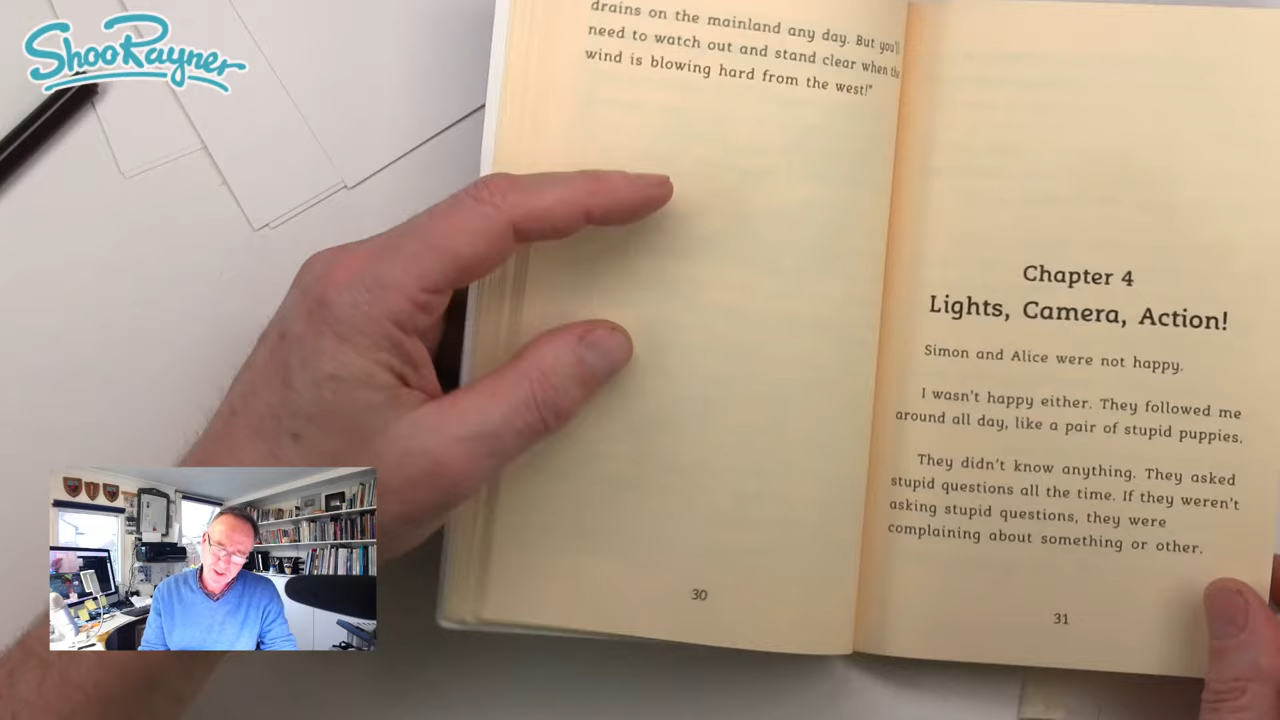 ShooRayner
drains on the mainland any day. But you'll
need to watch out and stand clear when the
wind is blowing hard from the west!"
30
Chapter 4
Lights, Camera, Action!
Simon and Alice were not happy.
I wasn't happy either. They followed me
around all day, like a pair of stupid puppies.
They didn't know anything. They asked
stupid questions all the time. If they weren't
asking stupid questions, they were
complaining about something or other.
31